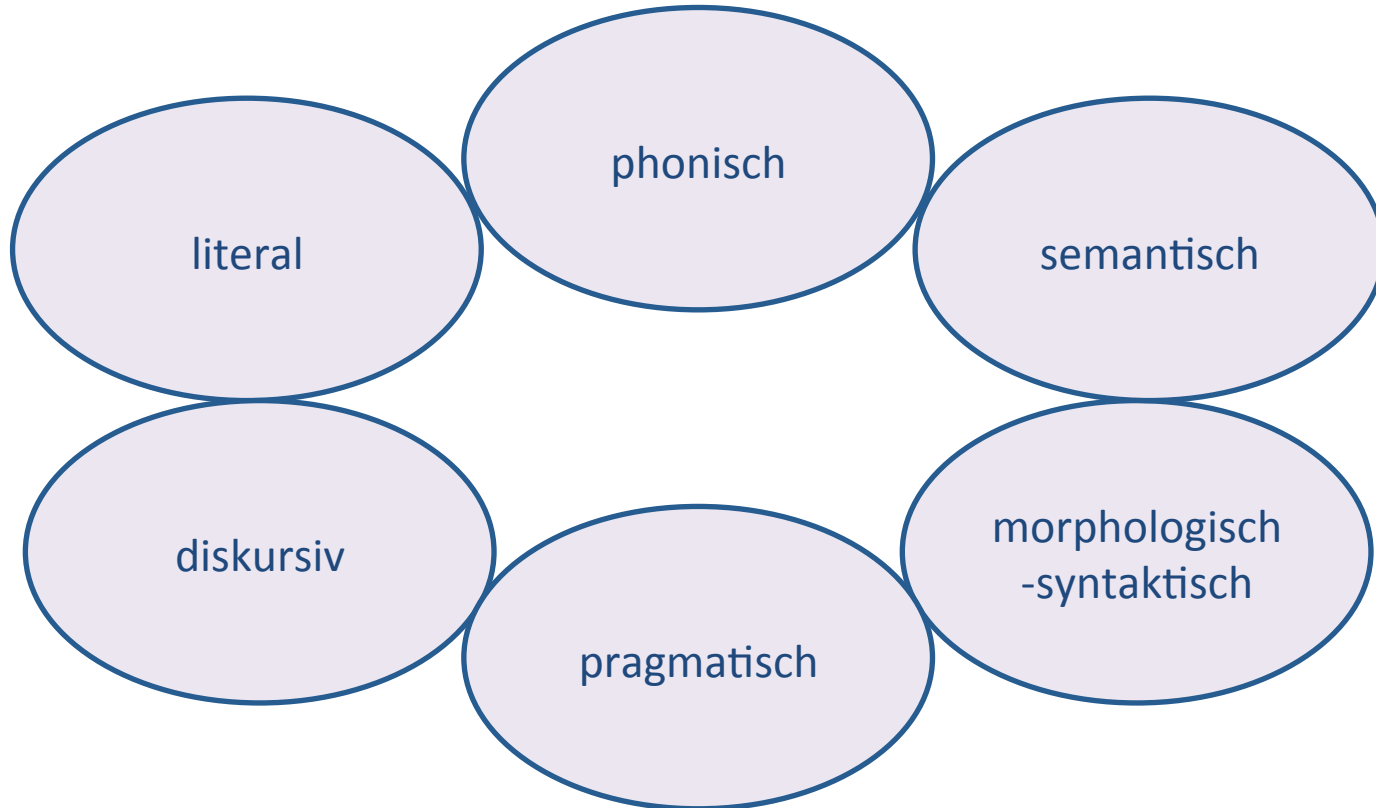 phonisch
literal
semantisch
diskursiv
morphologisch
-syntaktisch
pragmatisch